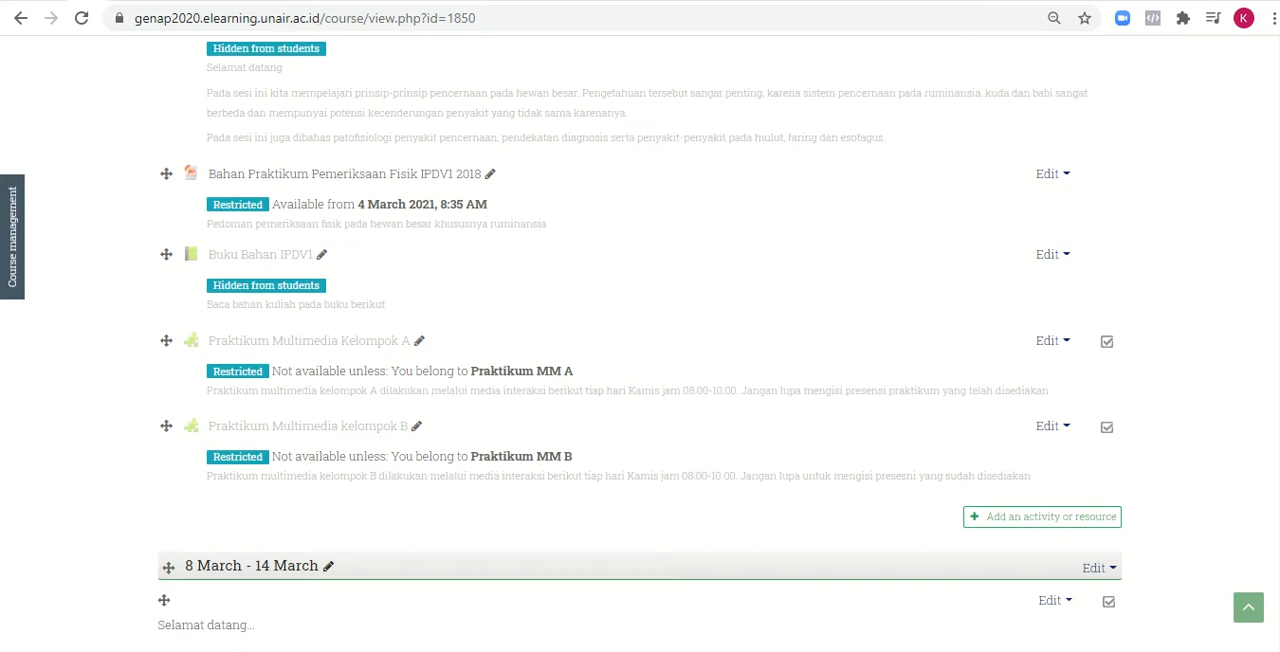 genap2020.elearning.unair.ac.id/course/view.php?id=1850
K
Hidden from students
Selamat datang
Pada sesi ini kita mempelajari prinsip-prinsip pencernaan pada hewan besar. Pengetahuan tersebut sangat penting, karena sistem pencernaan pada ruminansia, kuda dan babi sangat
berbeda dan mempunyai potensi kecenderungan penyakit yang tidak sama karenanya.
Pada sesi ini juga dibahas patofisiologi penyakit pencernaan, pendekatan diagnosis serta penyakit-penyakit pada mulut, faring dan esofagus.
Bahan Praktikum Pemeriksaan Fisik IPDV1 2018 Edit
Restricted Available from 4 March 2021, 8:35 AM
Pedoman pemeriksaan fisik pada hewan besar khususnya ruminansia
Course management
Buku Bahan IPDV1 Edit
Hidden from students
Saca bahan kuliah pada buku berikut
Praktikum Multimedia Kelompok A Edit
Restricted Not available unless: You belong to Praktikum MM A
Praktikum multimedia kelompok A dilakukan melalui media interaksi berikut tiap hari Kamis jam 08.00-10.00. Jangan lupa mengisi presensi praktikum yang telah disediakan
Praktikum Multimedia kelompok B Edit
Restricted Not available unless: You belong to Praktikum MM B
Praktikum multimedia kelompok B dilakukan melalui media interaksi berikut tiap hari Kamis jam 08.00-10.00. Jangan lupa untuk mengisi presesni yang sudah disediakan
+ Add an activity or resource
8 March - 14 March Edit
Edit
Selamat datang...